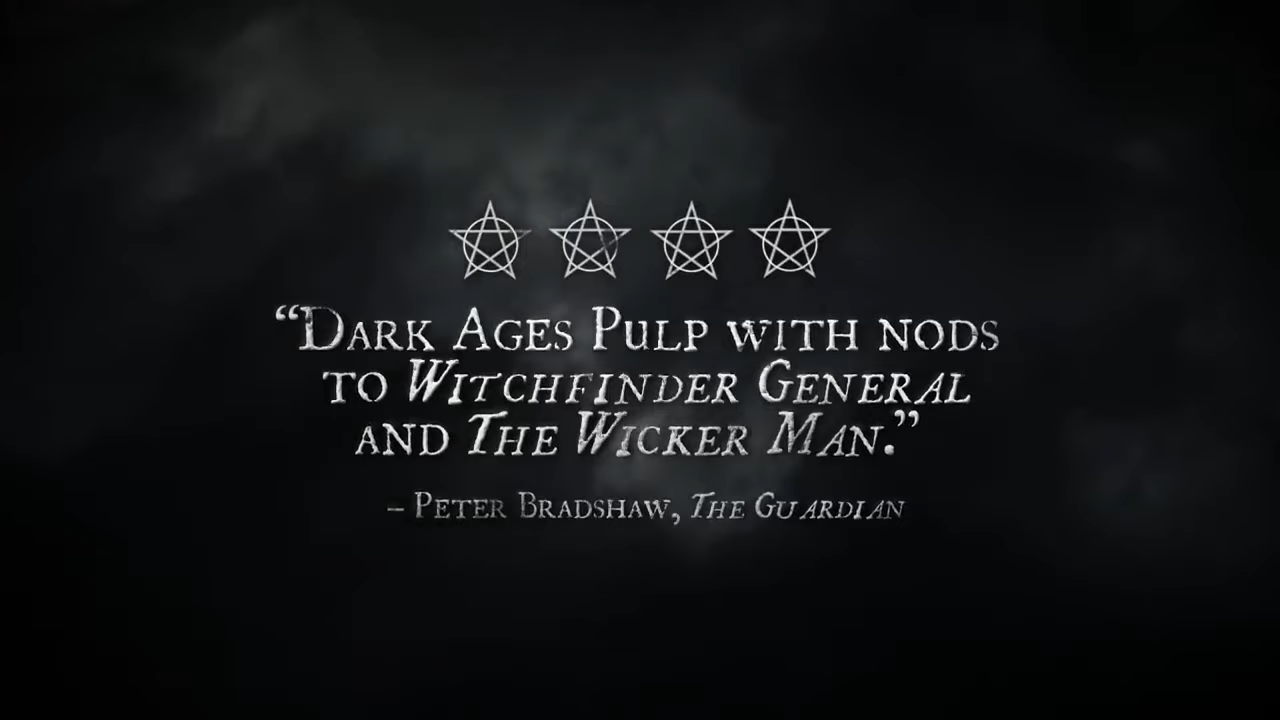 “Dark Ages Pulp with nods
to Witchfinder General
and The Wicker Man.”
– Peter Bradshaw, The Guardian